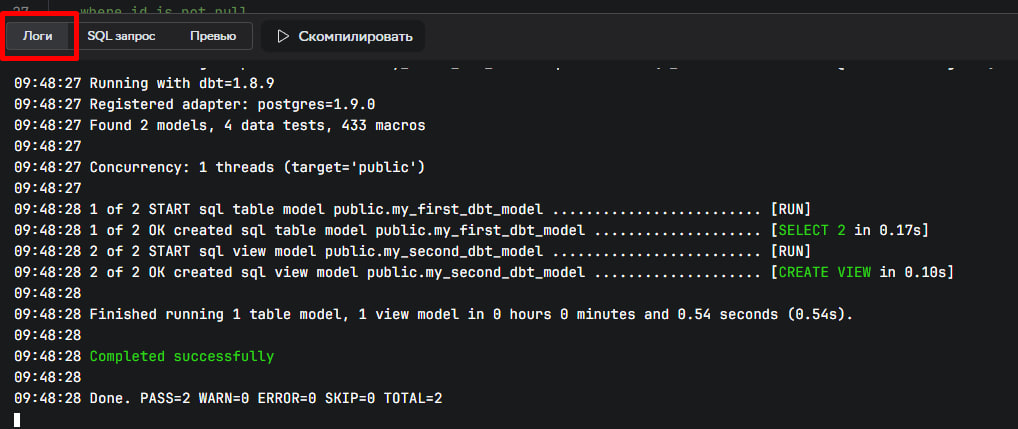 27 where id is not null
Логи SQL запрос Превью Скомпилировать
09:48:27 Running with dbt=1.8.9
09:48:27 Registered adapter: postgres=1.9.0
09:48:27 Found 2 models, 4 data tests, 433 macros
09:48:27
09:48:27 Concurrency: 1 threads (target='public')
09:48:27
09:48:28 1 of 2 START sql table model public.my_first_dbt_model ......................... [RUN]
09:48:28 1 of 2 OK created sql table model public.my_first_dbt_model .................... [SELECT 2 in 0.17s]
09:48:28 2 of 2 START sql view model public.my_second_dbt_model ......................... [RUN]
09:48:28 2 of 2 OK created sql view model public.my_second_dbt_model .................... [CREATE VIEW in 0.10s]
09:48:28
09:48:28 Finished running 1 table model, 1 view model in 0 hours 0 minutes and 0.54 seconds (0.54s).
09:48:28
09:48:28 Completed successfully
09:48:28
09:48:28 Done. PASS=2 WARN=0 ERROR=0 SKIP=0 TOTAL=2